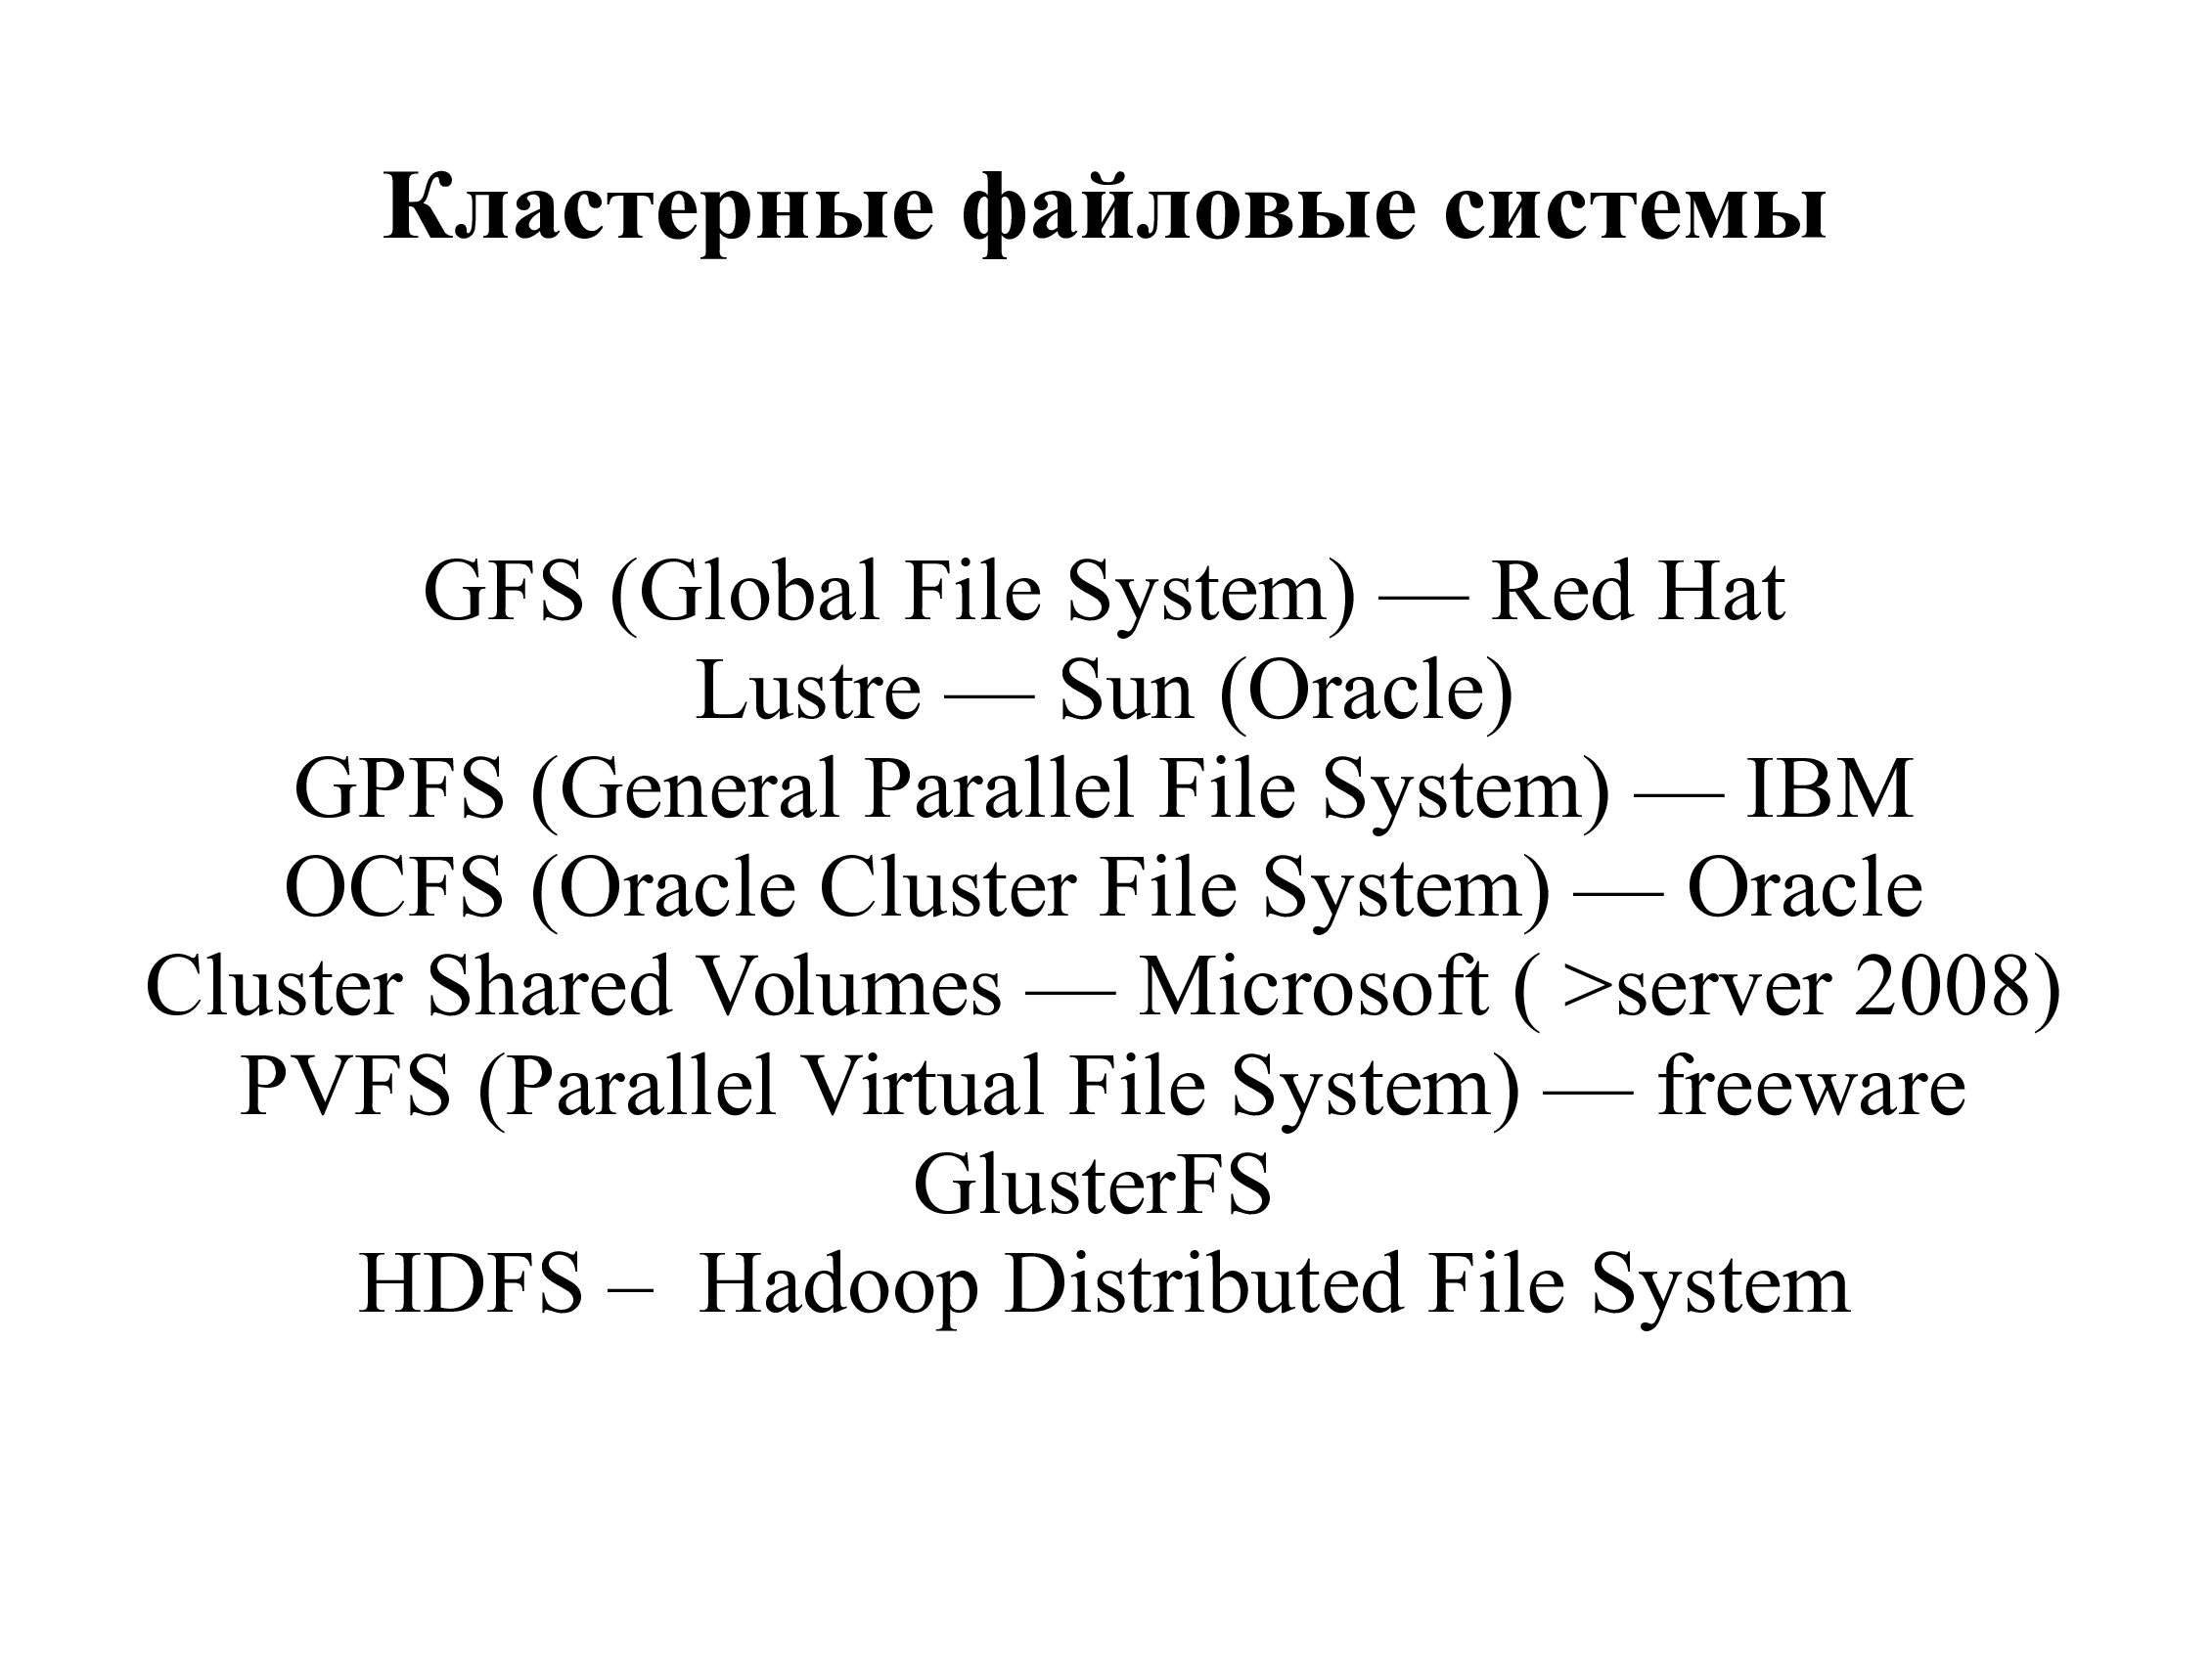 Кластерные файловые системы
GFS (Global File System) — Red Hat
Lustre — Sun (Oracle)
GPFS (General Parallel File System) — IBM
OCFS (Oracle Cluster File System) — Oracle
Cluster Shared Volumes — Microsoft ( >server 2008)
PVFS (Parallel Virtual File System) — freeware
GlusterFS
HDFS –  Hadoop Distributed File System